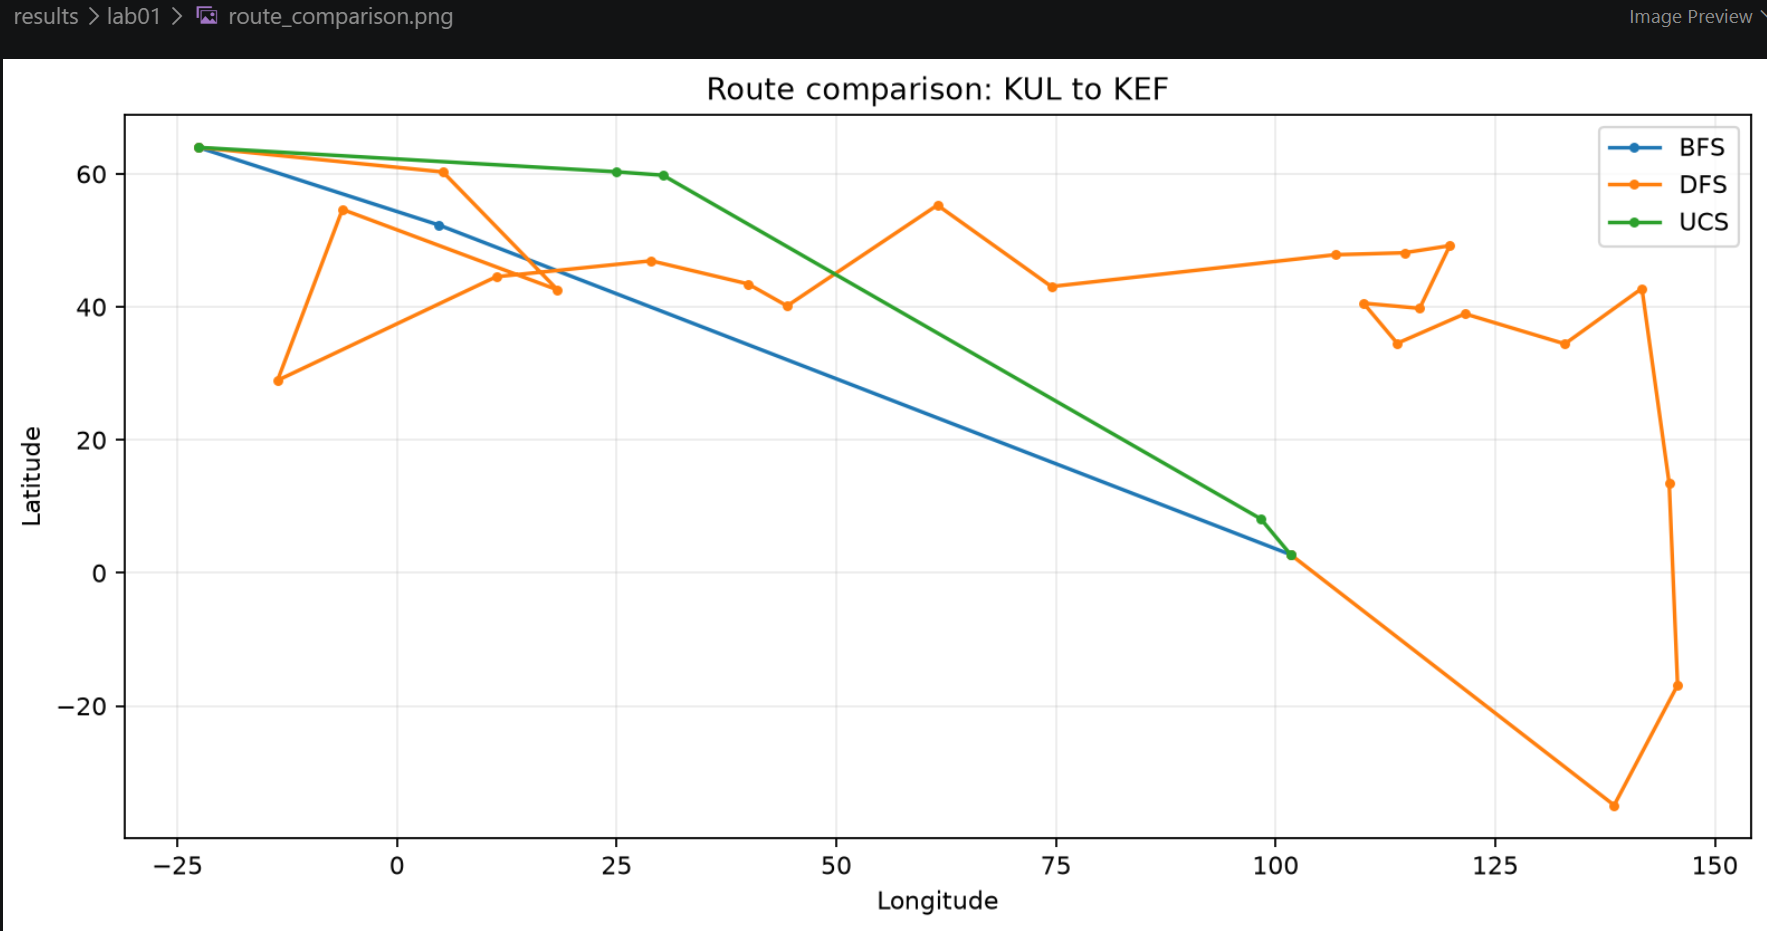 results > lab01 > route_comparison.png
Image Preview
Route comparison: KUL to KEF
BFS
DFS
UCS
60
40
20
0
−20
Latitude
−25 0 25 50 75 100 125 150
Longitude